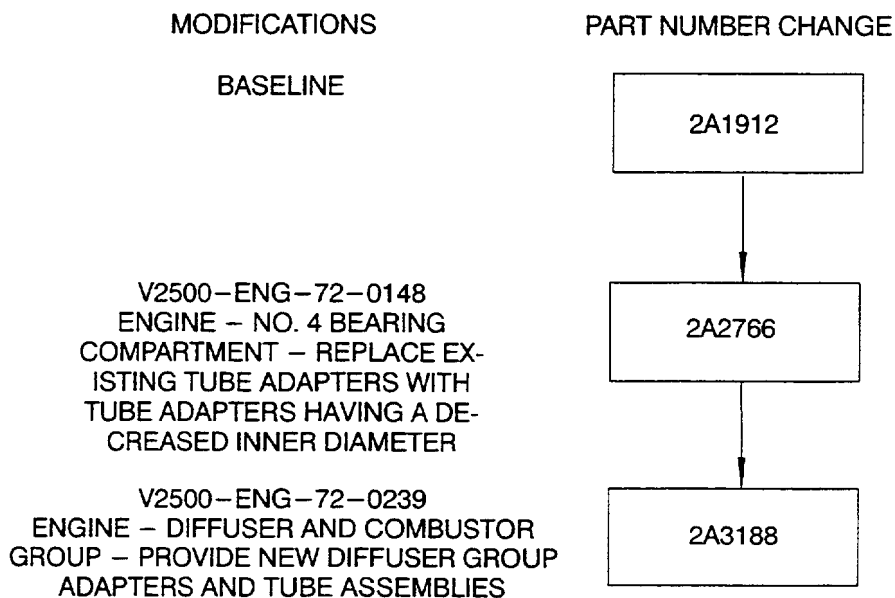 MODIFICATIONS
PART NUMBER CHANGE
BASELINE
2A1912
V2500-ENG-72-0148
ENGINE - NO. 4 BEARING
COMPARTMENT - REPLACE EX-
ISTING TUBE ADAPTERS WITH
TUBE ADAPTERS HAVING A DE-
CREASED INNER DIAMETER
2A2766
V2500-ENG-72-0239
ENGINE - DIFFUSER AND COMBUSTOR
GROUP - PROVIDE NEW DIFFUSER GROUP
ADAPTERS AND TUBE ASSEMBLIES
2A3188